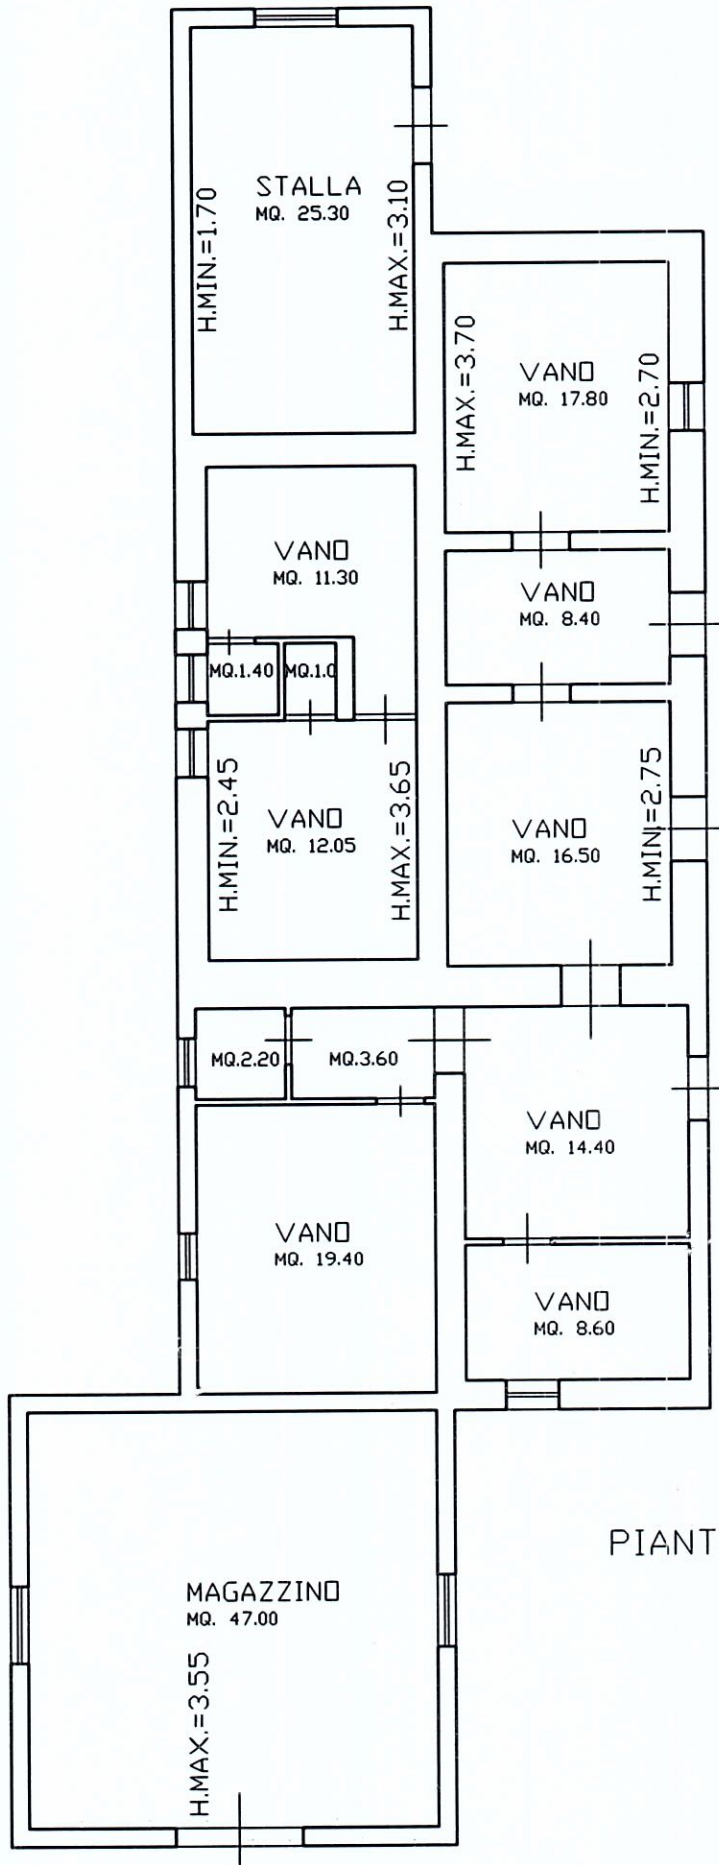 STALLA
MQ. 25.30
H.MIN.=1.70
H.MAX.=3.10
VANO
MQ. 17.80
H.MAX.=3.70
H.MIN.=2.70
VANO
MQ. 11.30
VANO
MQ. 8.40
MQ.1.40
MQ.1.0
VANO
MQ. 12.05
H.MIN.=2.45
H.MAX.=3.65
VANO
MQ. 16.50
H.MIN.=2.75
MQ.2.20
MQ.3.60
VANO
MQ. 14.40
VANO
MQ. 19.40
VANO
MQ. 8.60
PIANT
MAGAZZINO
MQ. 47.00
H.MAX.=3.55